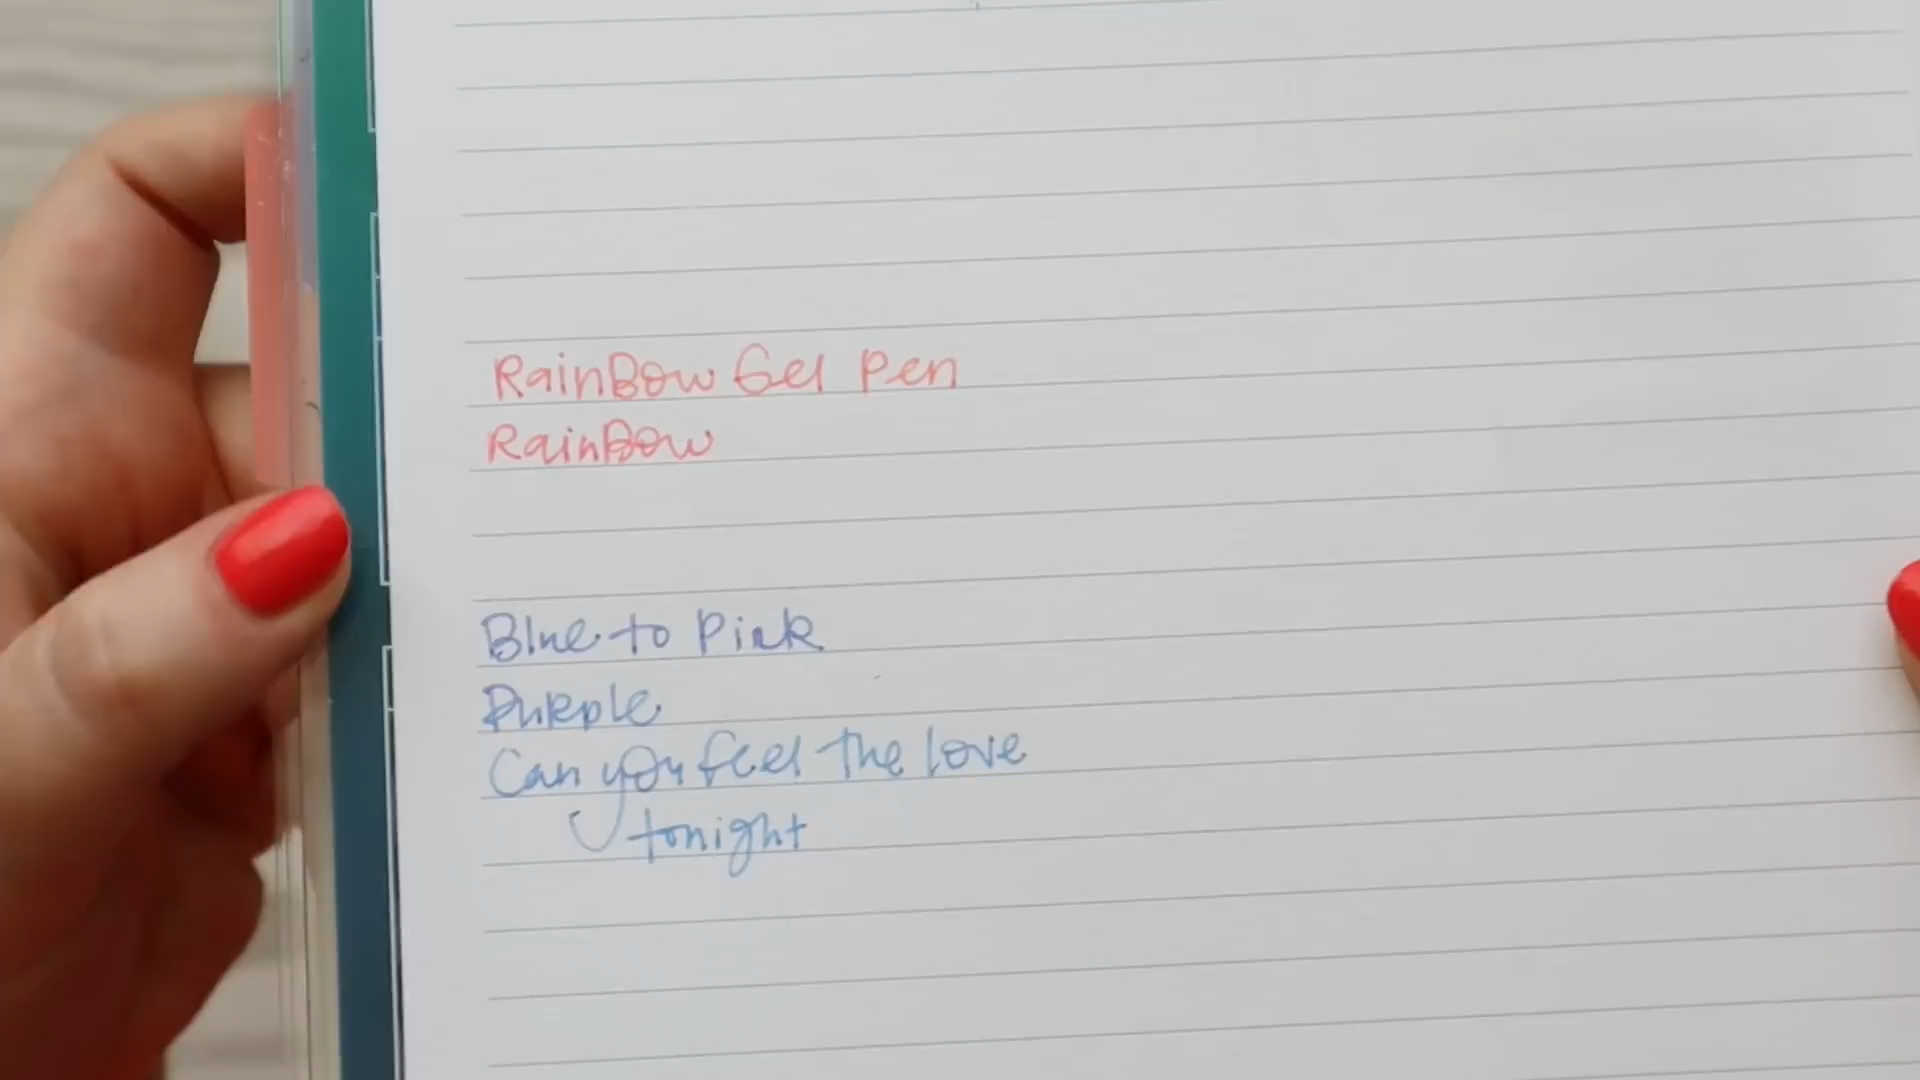 RainBow Gel Pen
RainBow
Blue to Pink
Purple
Can you feel the love
tonight